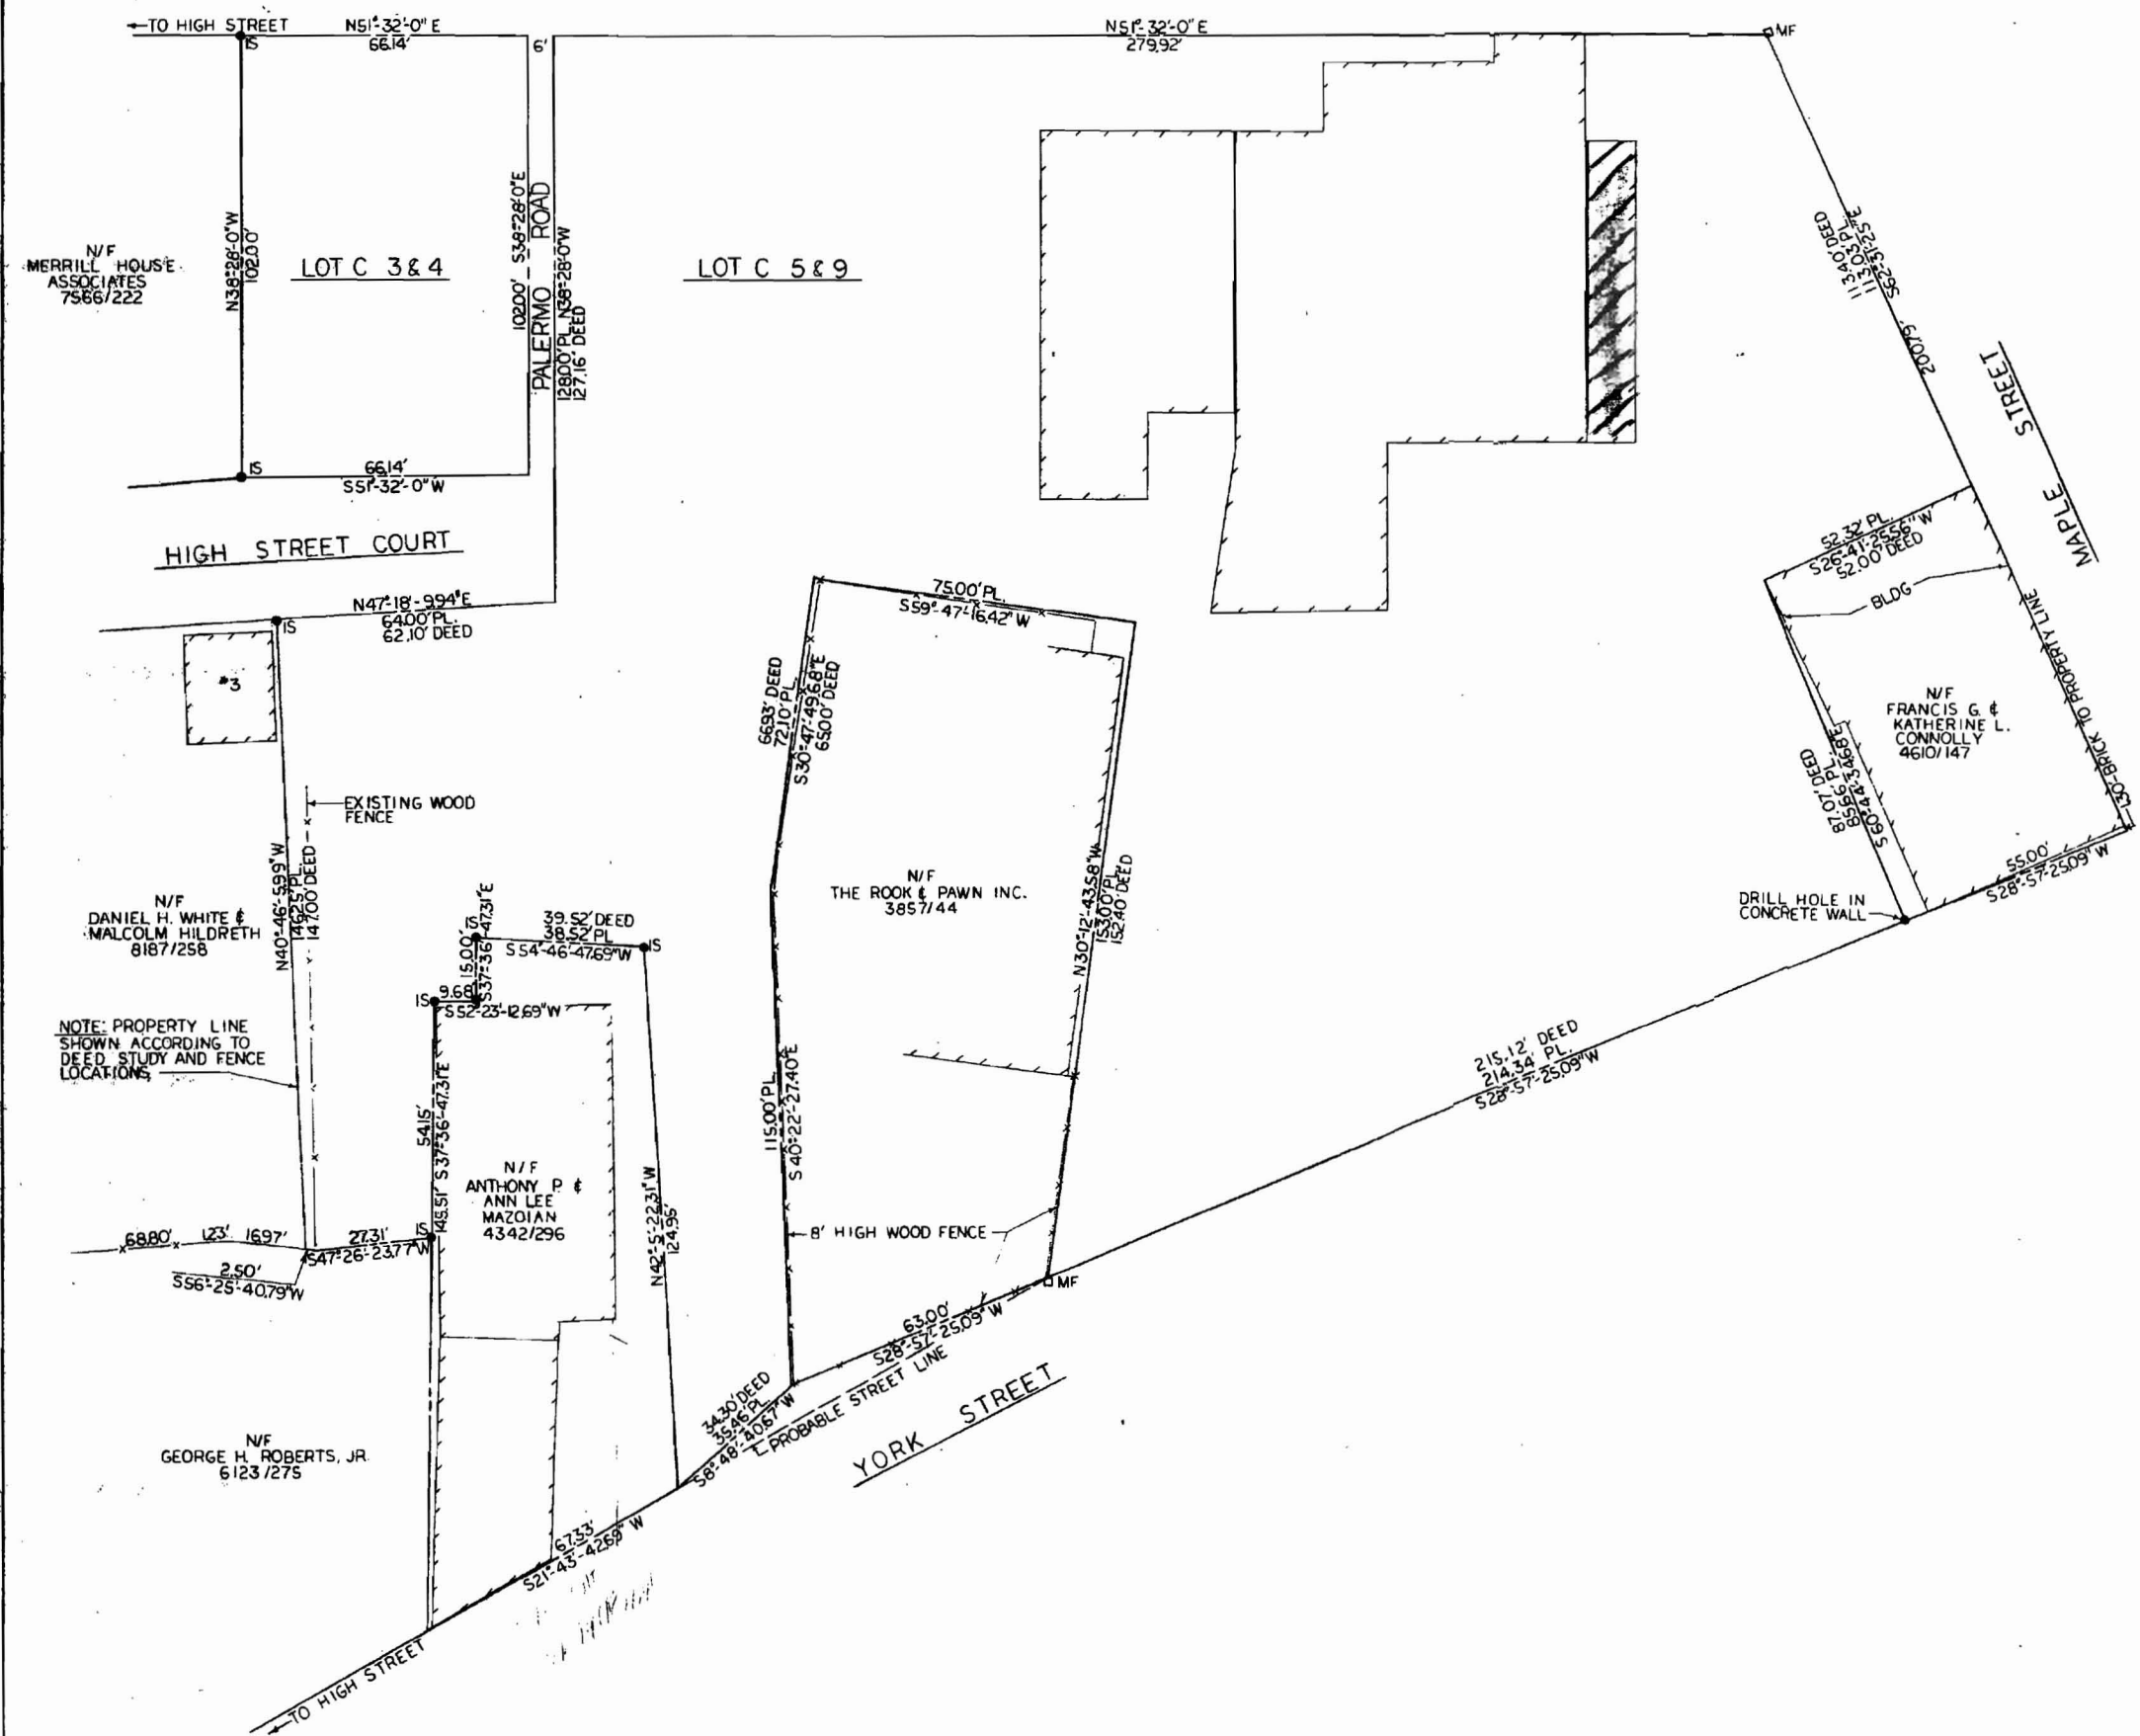 ←TO HIGH STREET
N51°-32'-0" E
66.14'
IS
6'
N51°-32'-0" E
279.92'
MF
N/F
MERRILL HOUSE
ASSOCIATES
7566/222
N38°-28'-0"W
102.00'
LOT C 3 & 4
102.00' S38°-28'-0"E
PALERMO ROAD
128.00' PL. N38°-28'-0"W
127.16' DEED
LOT C 5 & 9
113.40' DEED
113.03' PL.
S62°-31'-25"E
200.79'
MAPLE STREET
IS
66.14'
S51°-32'-0" W
HIGH STREET COURT
N47°-18'-9.94"E
64.00' PL.
62.10' DEED
IS
#3
75.00' PL.
S59°-47'-16.42" W
52.32' PL.
S26°-41'-25.56" W
52.00' DEED
BLDG
66.93' DEED
72.10' PL.
S30°-47'-49.68"E
65.00' DEED
1.30'-BRICK TO PROPERTY LINE
N/F
FRANCIS G. &
KATHERINE L.
CONNOLLY
4610/147
87.07' DEED
85.66' PL.
S60°-44'-34.68"E
55.00'
S28°-57'-25.09" W
DRILL HOLE IN
CONCRETE WALL
EXISTING WOOD
FENCE
N40°-46'-5.99" W
146.25' PL.
147.00' DEED
N/F
DANIEL H. WHITE &
MALCOLM HILDRETH
8187/258
N/F
THE ROOK & PAWN INC.
3857/44
N30°-12'-43.58"W
153.00' PL.
152.40' DEED
IS
15.00'
S37°-36'-47.31"E
39.52' DEED
38.52' PL
S54°-46'-47.69"W
IS
IS
9.68'
S52°-23'-12.69" W
NOTE: PROPERTY LINE
SHOWN ACCORDING TO
DEED STUDY AND FENCE
LOCATIONS
54.15'
145.51' S37°-36'-47.31"E
115.00' PL.
S40°-22'-27.40"E
215.12' DEED
214.34' PL.
S28°-57'-25.09"W
N/F
ANTHONY P. &
ANN LEE
MAZOIAN
4342/296
N42°-5'-22.31" W
124.95'
68.80' 1.23' 16.97'
27.31'
S47°-26'-23.77"W
IS
2.50'
S56°-25'-40.79"W
8' HIGH WOOD FENCE
MF
63.00'
S28°-57'-25.09" W
PROBABLE STREET LINE
34.30' DEED
35.46' PL.
S8°-48'-40.67" W
YORK STREET
N/F
GEORGE H. ROBERTS, JR.
6123/275
67.33'
S21°-43'-42.69" W
←TO HIGH STREET